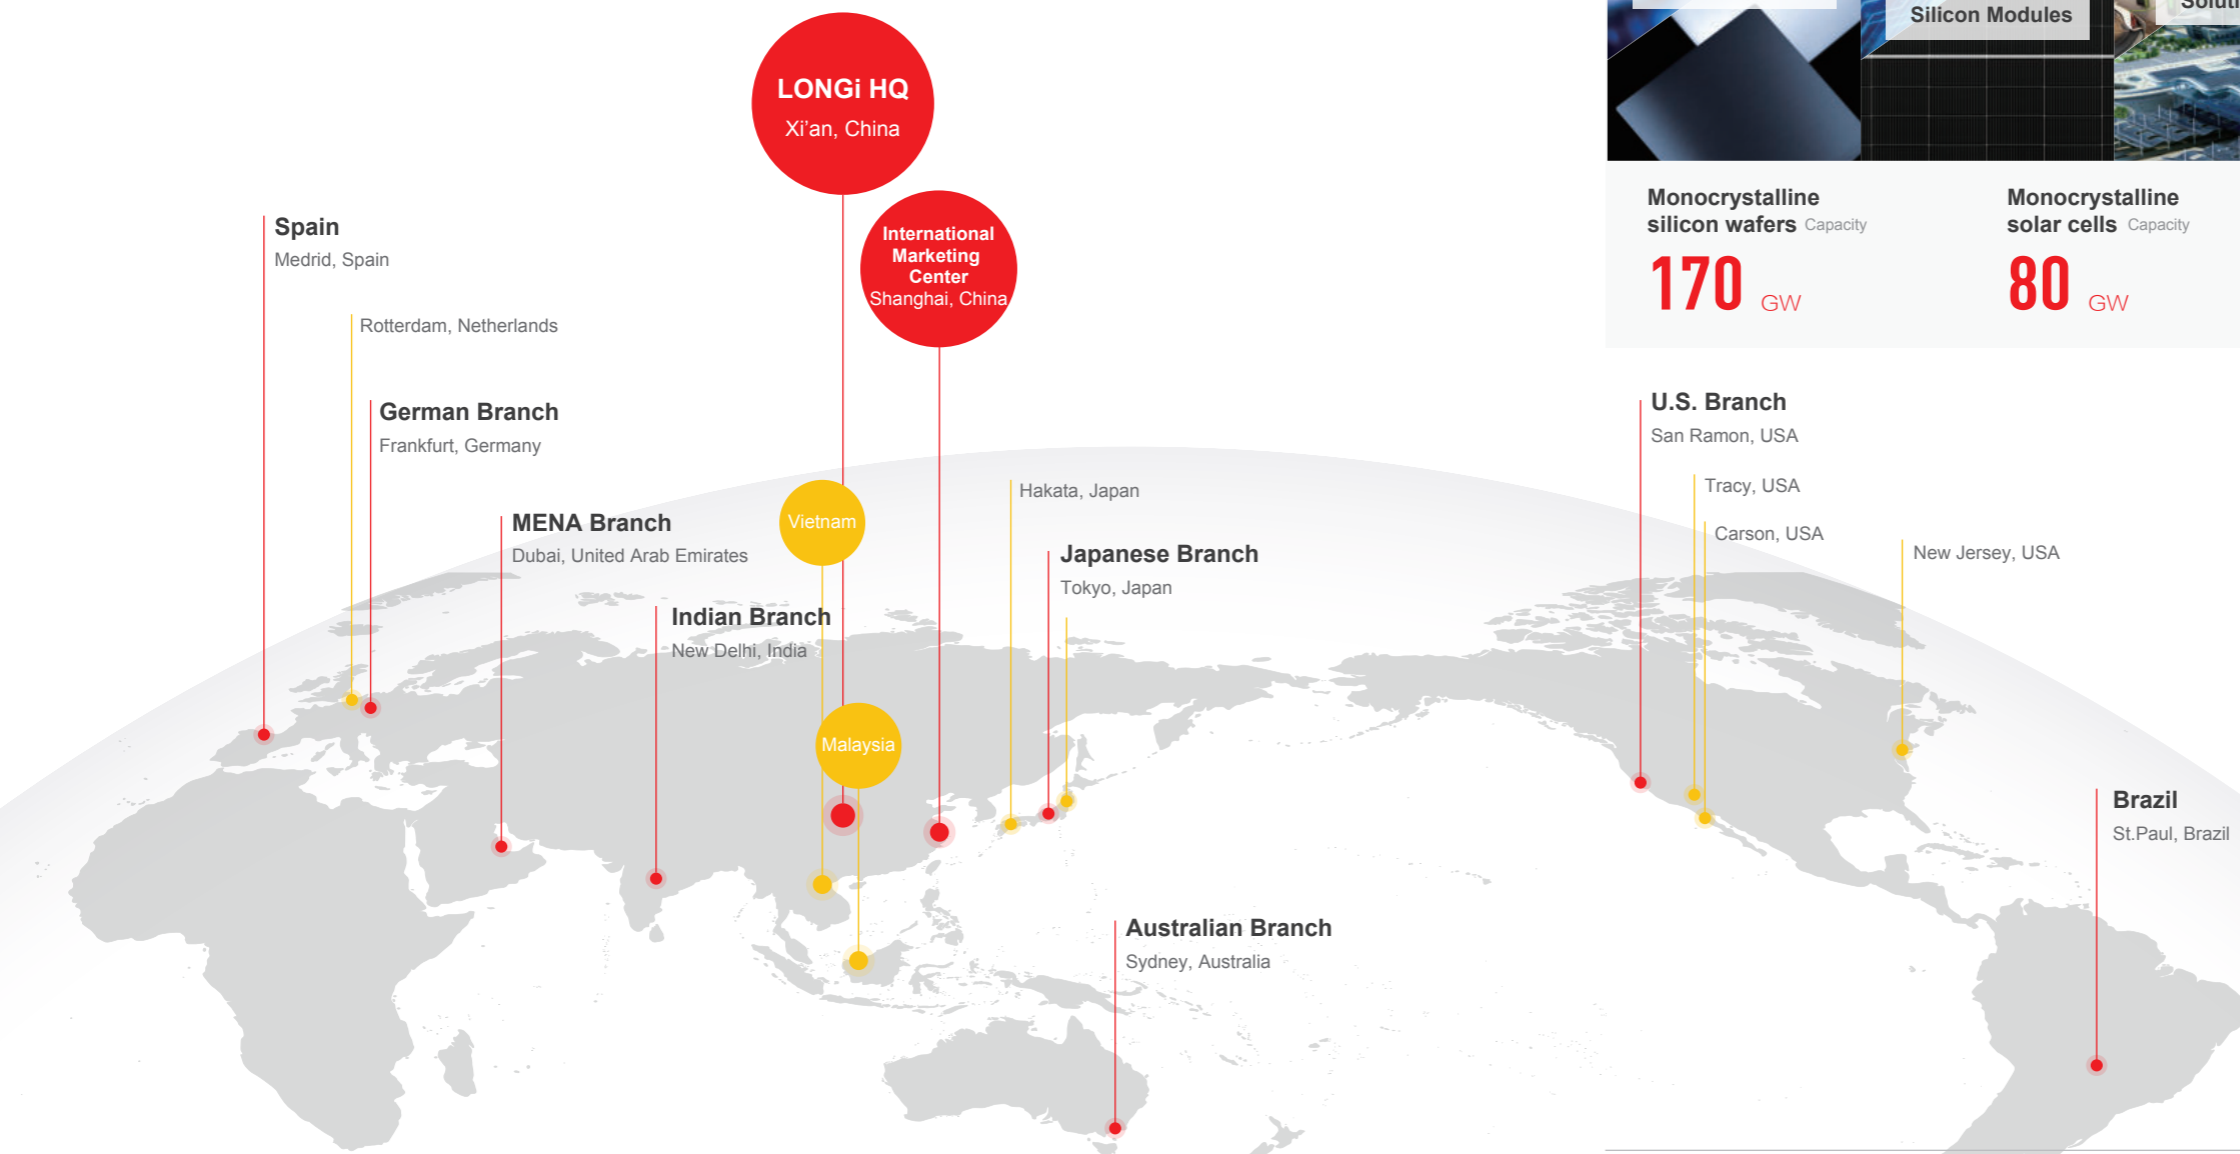 Silicon Modules
LONGi HQ
Xi'an, China
International
Marketing
Center
Shanghai, China
Monocrystalline
silicon wafers Capacity
170 GW
Monocrystalline
solar cells Capacity
80 GW
Spain
Medrid, Spain
Rotterdam, Netherlands
German Branch
Frankfurt, Germany
MENA Branch
Dubai, United Arab Emirates
Indian Branch
New Delhi, India
Vietnam
Malaysia
Hakata, Japan
Japanese Branch
Tokyo, Japan
Australian Branch
Sydney, Australia
U.S. Branch
San Ramon, USA
Tracy, USA
Carson, USA
New Jersey, USA
Brazil
St.Paul, Brazil